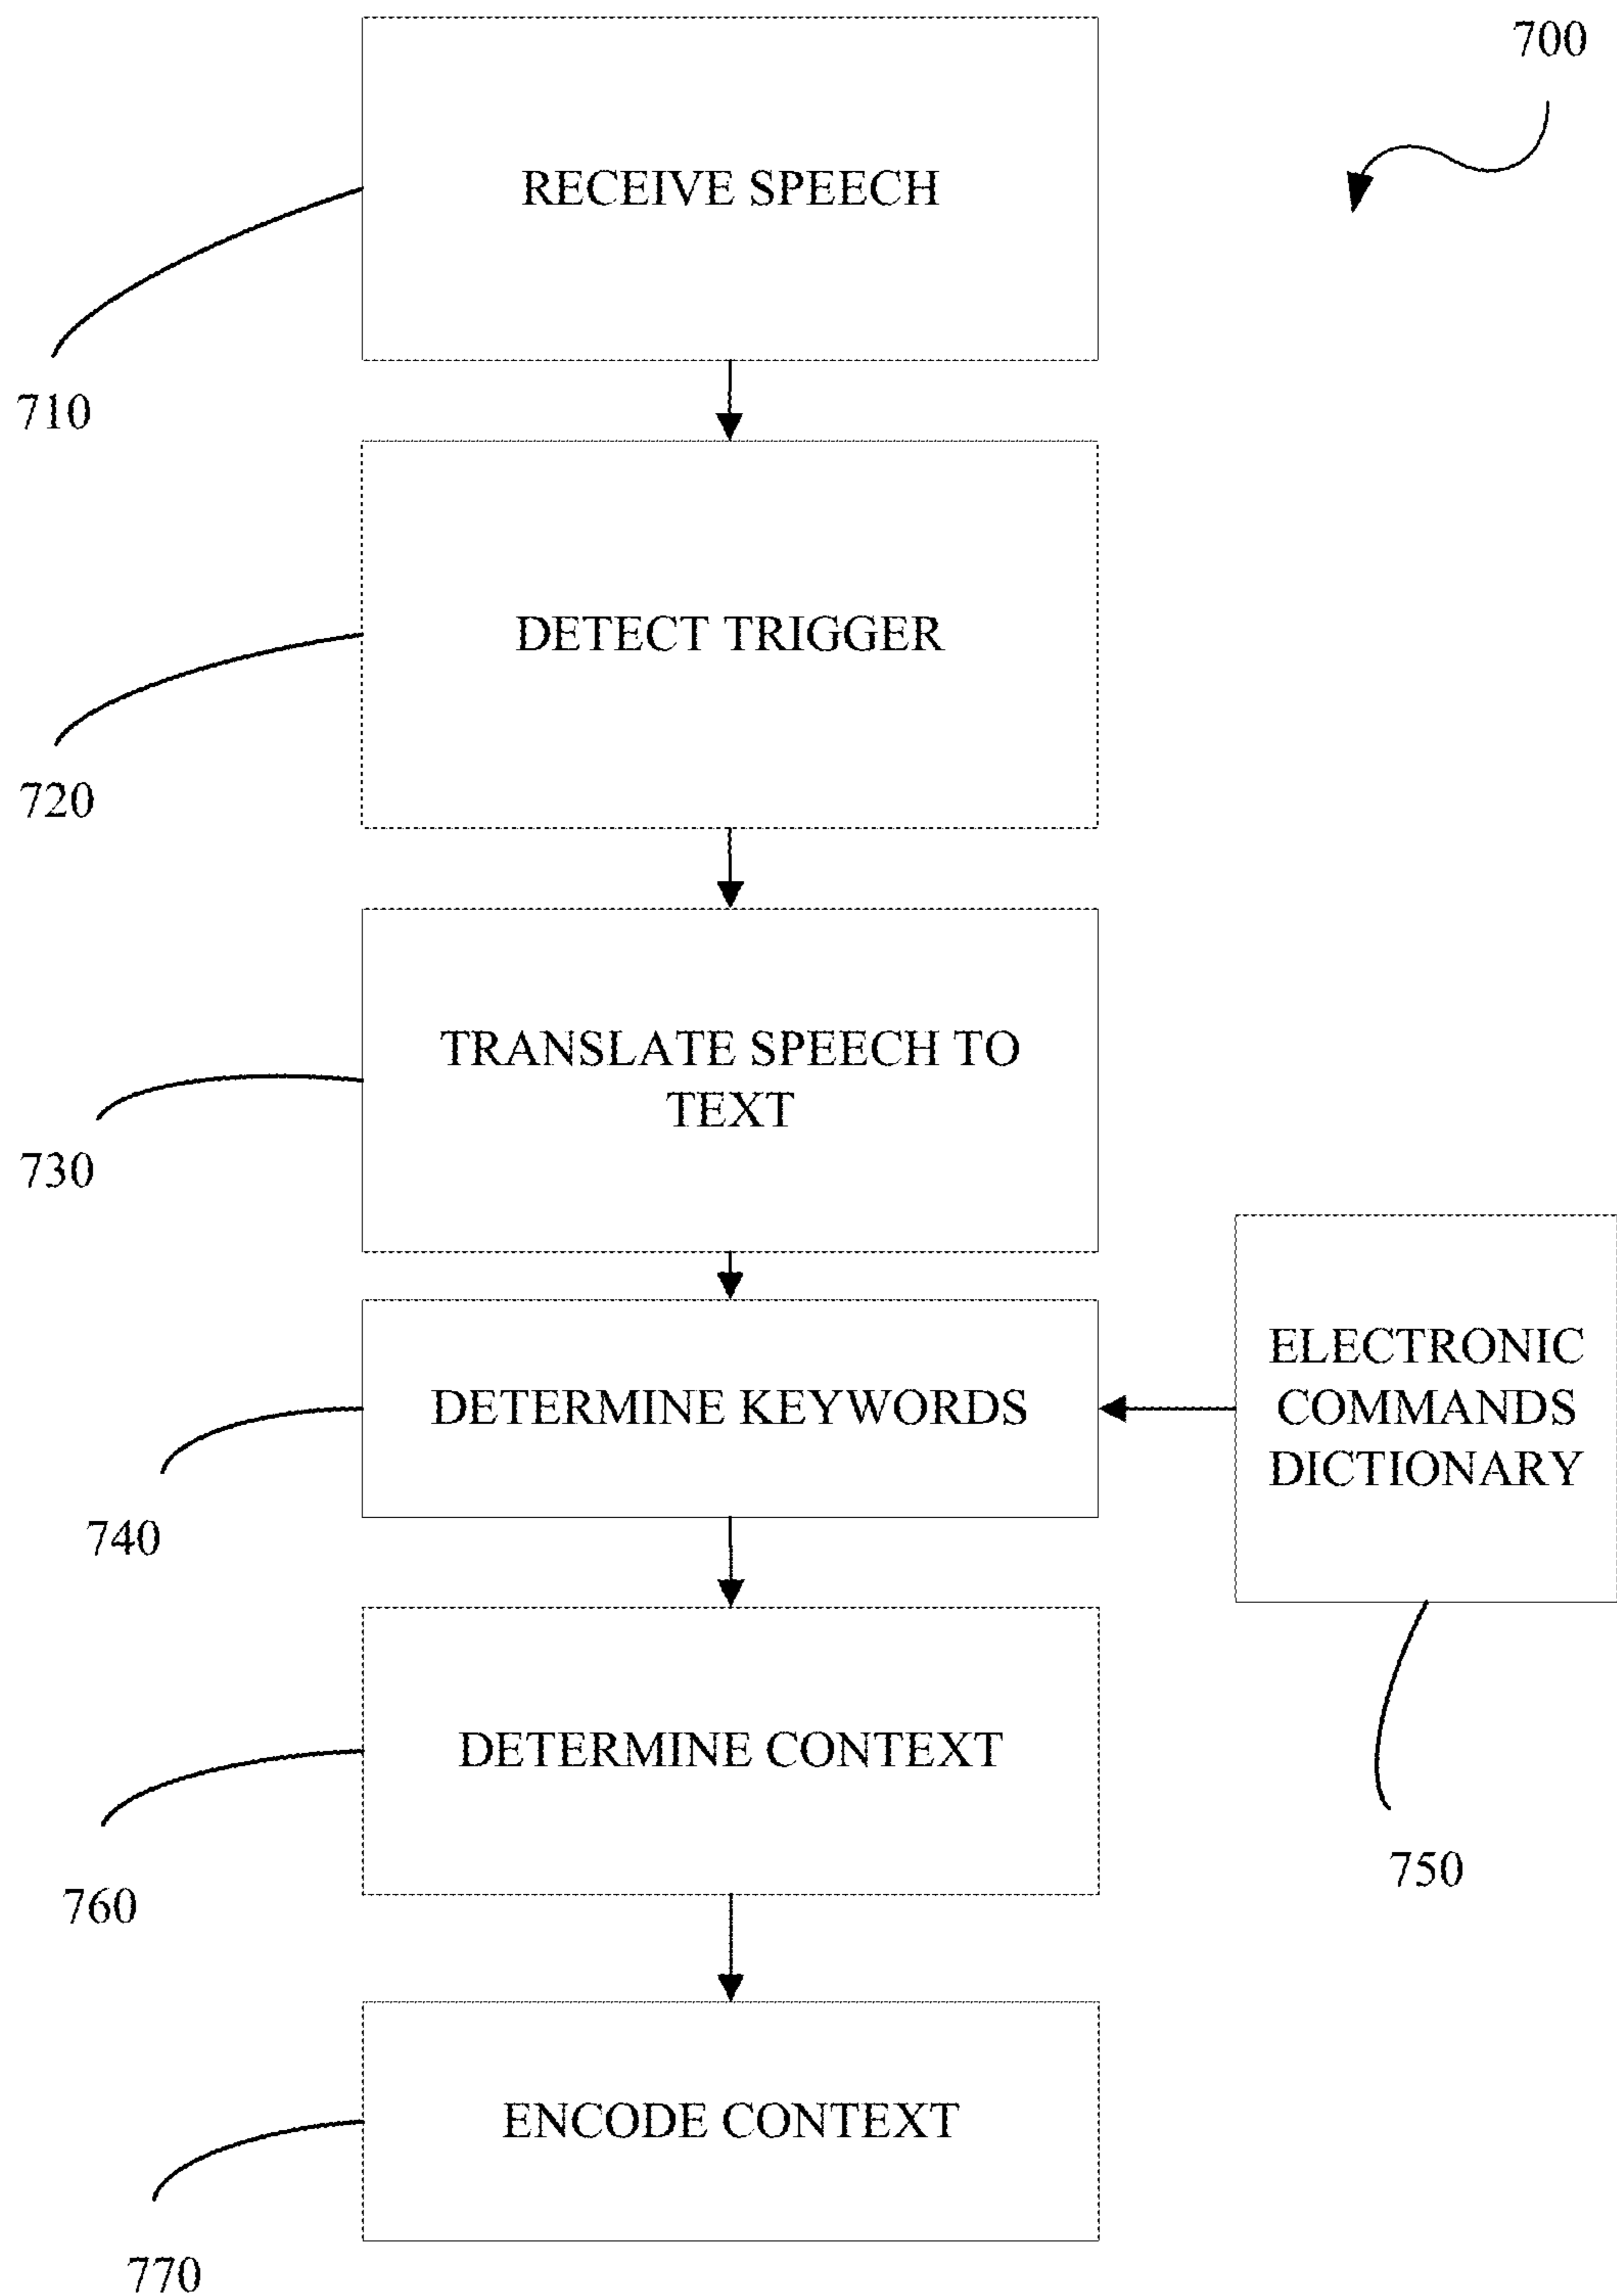 700
RECEIVE SPEECH
710
DETECT TRIGGER
720
TRANSLATE SPEECH TO
TEXT
730
DETERMINE KEYWORDS
740
ELECTRONIC
COMMANDS
DICTIONARY
750
DETERMINE CONTEXT
760
ENCODE CONTEXT
770